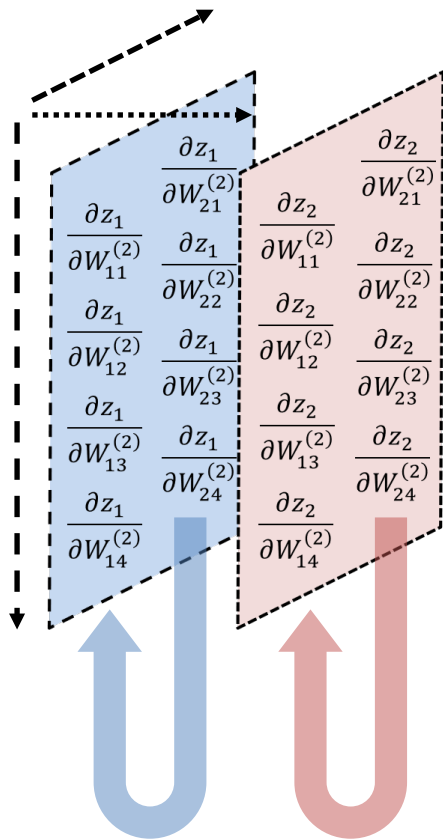 ∂z₁
∂W₁₁⁽²⁾
∂z₁
∂W₁₂⁽²⁾
∂z₁
∂W₁₃⁽²⁾
∂z₁
∂W₁₄⁽²⁾
∂z₁
∂W₂₁⁽²⁾
∂z₁
∂W₂₂⁽²⁾
∂z₁
∂W₂₃⁽²⁾
∂z₁
∂W₂₄⁽²⁾
∂z₂
∂W₁₁⁽²⁾
∂z₂
∂W₁₂⁽²⁾
∂z₂
∂W₁₃⁽²⁾
∂z₂
∂W₁₄⁽²⁾
∂z₂
∂W₂₁⁽²⁾
∂z₂
∂W₂₂⁽²⁾
∂z₂
∂W₂₃⁽²⁾
∂z₂
∂W₂₄⁽²⁾